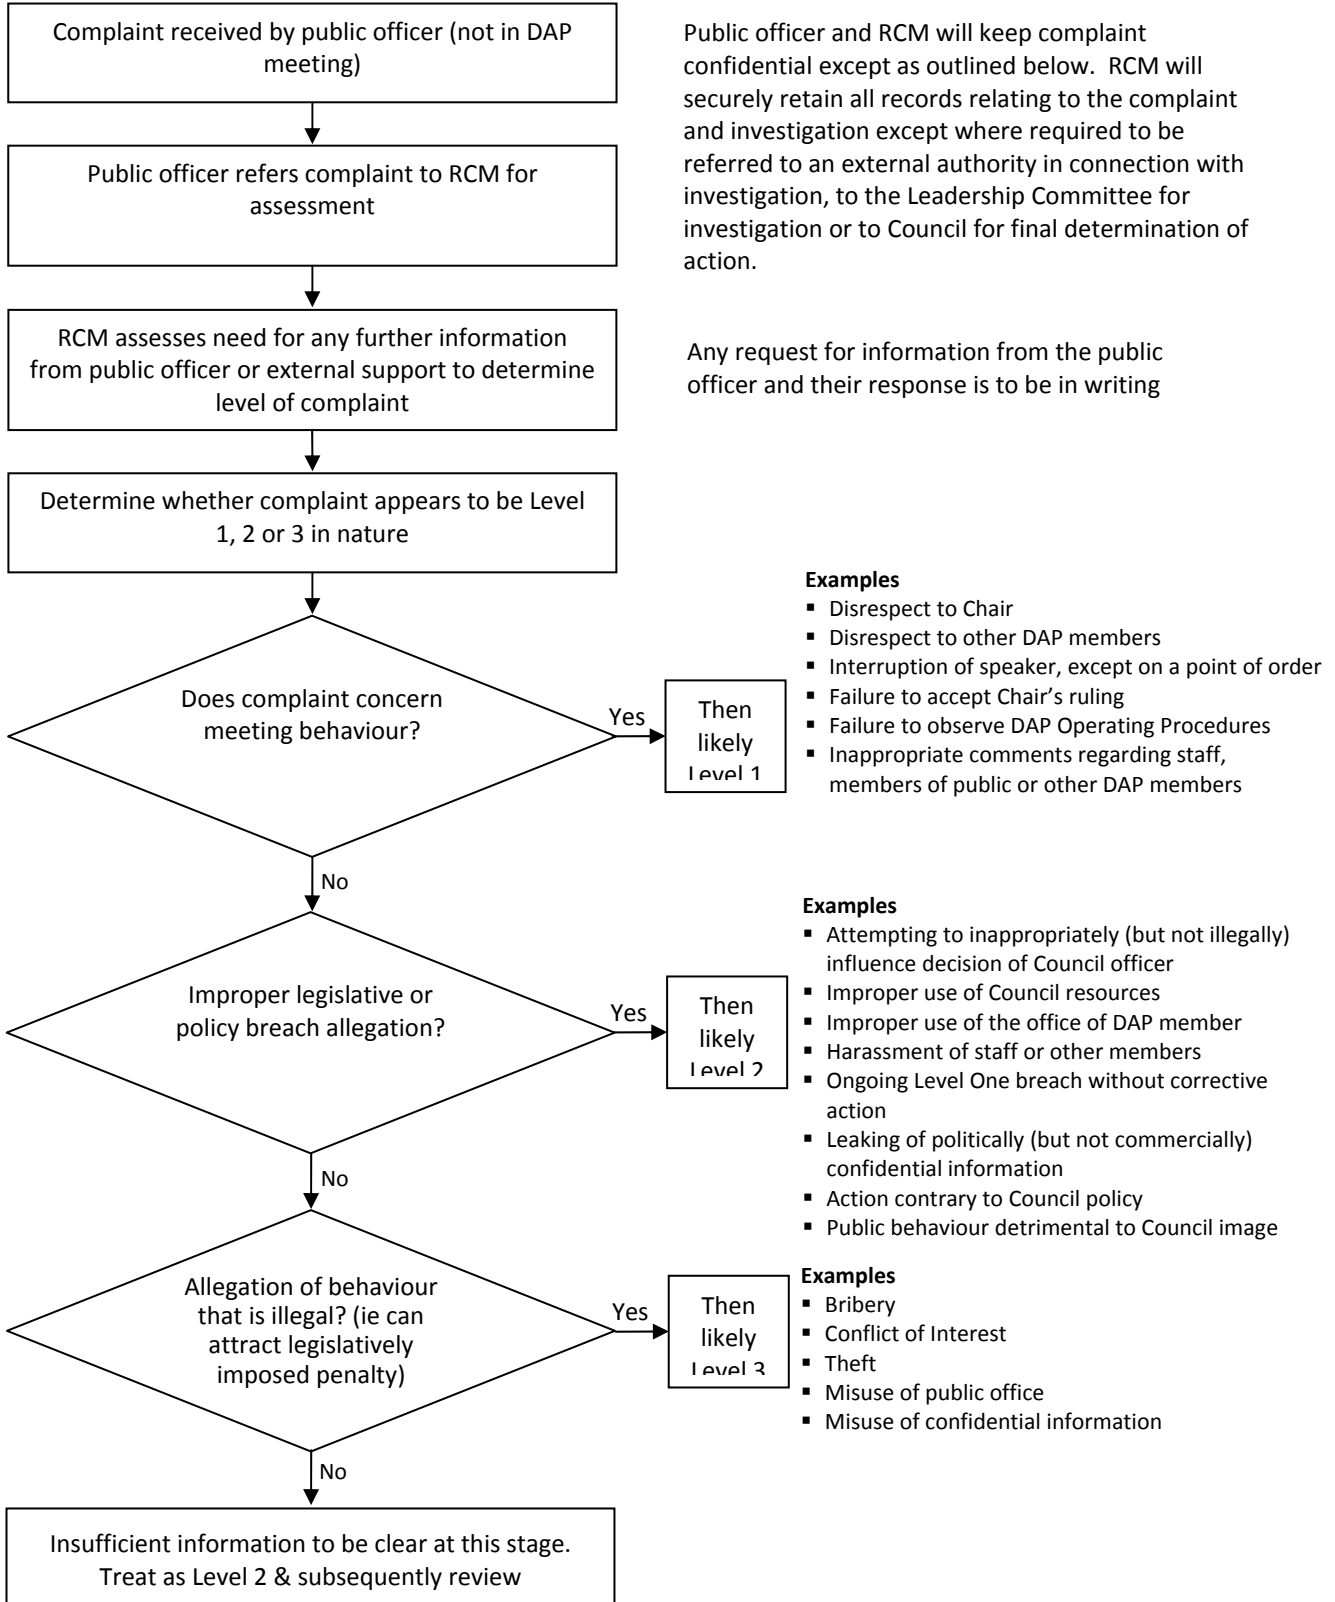 Complaint received by public officer (not in DAP
meeting)
Public officer and RCM will keep complaint
confidential except as outlined below.  RCM will
securely retain all records relating to the complaint
and investigation except where required to be
referred to an external authority in connection with
investigation, to the Leadership Committee for
investigation or to Council for final determination of
action.
Public officer refers complaint to RCM for
assessment
RCM assesses need for any further information
from public officer or external support to determine
level of complaint
Any request for information from the public
officer and their response is to be in writing
Determine whether complaint appears to be Level
1, 2 or 3 in nature
Does complaint concern
meeting behaviour?
Yes
Then
likely
Level 1
Examples
▪ Disrespect to Chair
▪ Disrespect to other DAP members
▪ Interruption of speaker, except on a point of order
▪ Failure to accept Chair’s ruling
▪ Failure to observe DAP Operating Procedures
▪ Inappropriate comments regarding staff,
members of public or other DAP members
No
Improper legislative or
policy breach allegation?
Yes
Then
likely
Level 2
Examples
▪ Attempting to inappropriately (but not illegally)
influence decision of Council officer
▪ Improper use of Council resources
▪ Improper use of the office of DAP member
▪ Harassment of staff or other members
▪ Ongoing Level One breach without corrective
action
▪ Leaking of politically (but not commercially)
confidential information
▪ Action contrary to Council policy
▪ Public behaviour detrimental to Council image
No
Allegation of behaviour
that is illegal? (ie can
attract legislatively
imposed penalty)
Yes
Then
likely
Level 3
Examples
▪ Bribery
▪ Conflict of Interest
▪ Theft
▪ Misuse of public office
▪ Misuse of confidential information
No
Insufficient information to be clear at this stage.
Treat as Level 2 & subsequently review